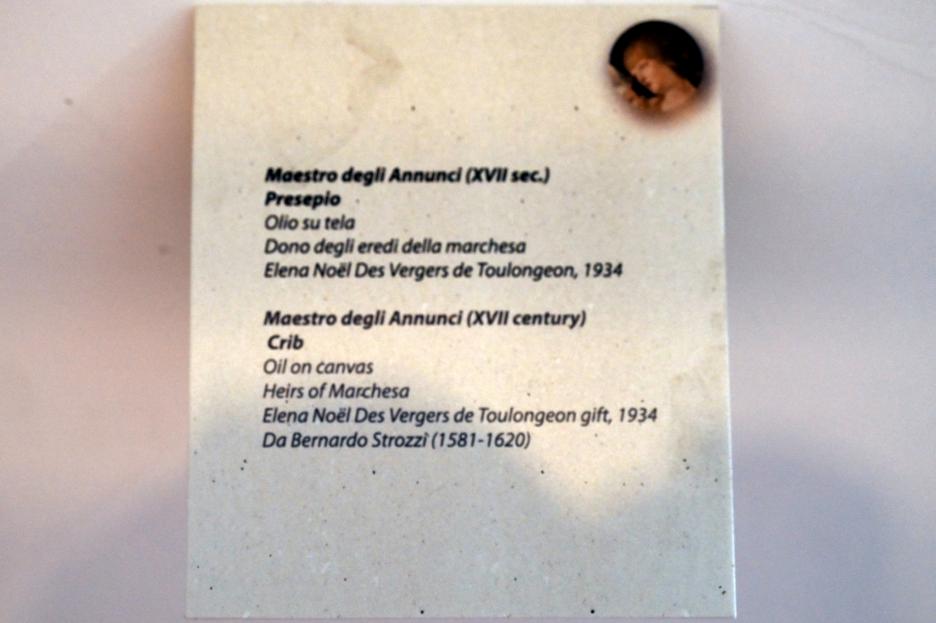 Maestro degli Annunci (XVII sec.)
Presepio
Olio su tela
Dono degli eredi della marchesa
Elena Noël Des Vergers de Toulongeon, 1934
Maestro degli Annunci (XVII century)
Crib
Oil on canvas
Heirs of Marchesa
Elena Noël Des Vergers de Toulongeon gift, 1934
Da Bernardo Strozzi (1581-1620)